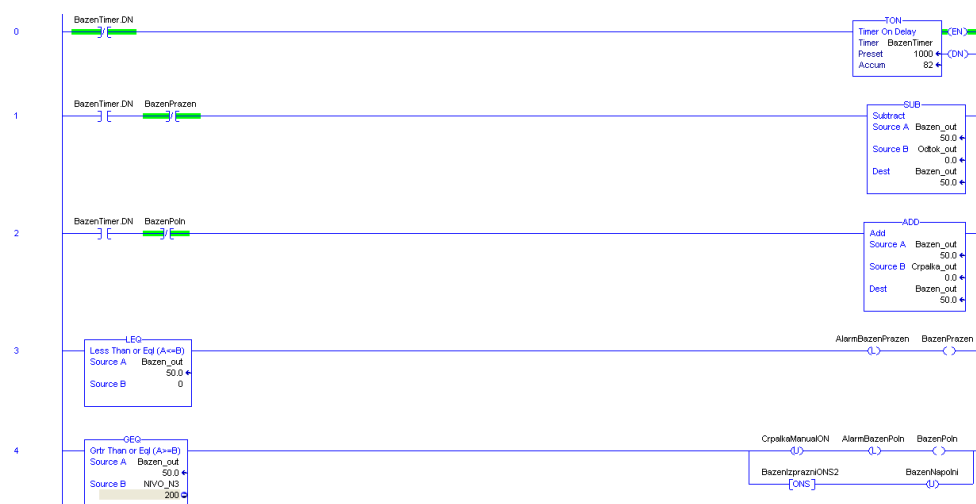 BazenTimer.DN
0
TON
Timer On Delay
Timer BazenTimer
Preset 1000
Accum 82
EN
DN
BazenTimer.DN BazenPrazen
1
SUB
Subtract
Source A Bazen_out
50.0
Source B Odtok_out
0.0
Dest Bazen_out
50.0
BazenTimer.DN BazenPoln
2
ADD
Add
Source A Bazen_out
50.0
Source B Crpalka_out
0.0
Dest Bazen_out
50.0
3
LEQ
Less Than or Eql (A<=B)
Source A Bazen_out
50.0
Source B 0
AlarmBazenPrazen BazenPrazen
L
4
GEQ
Grtr Than or Eql (A>=B)
Source A Bazen_out
50.0
Source B NIVO_N3
200
CrpalkaManualON AlarmBazenPoln BazenPoln
U L
BazenIzprazniONS2 BazenNapolni
ONS U